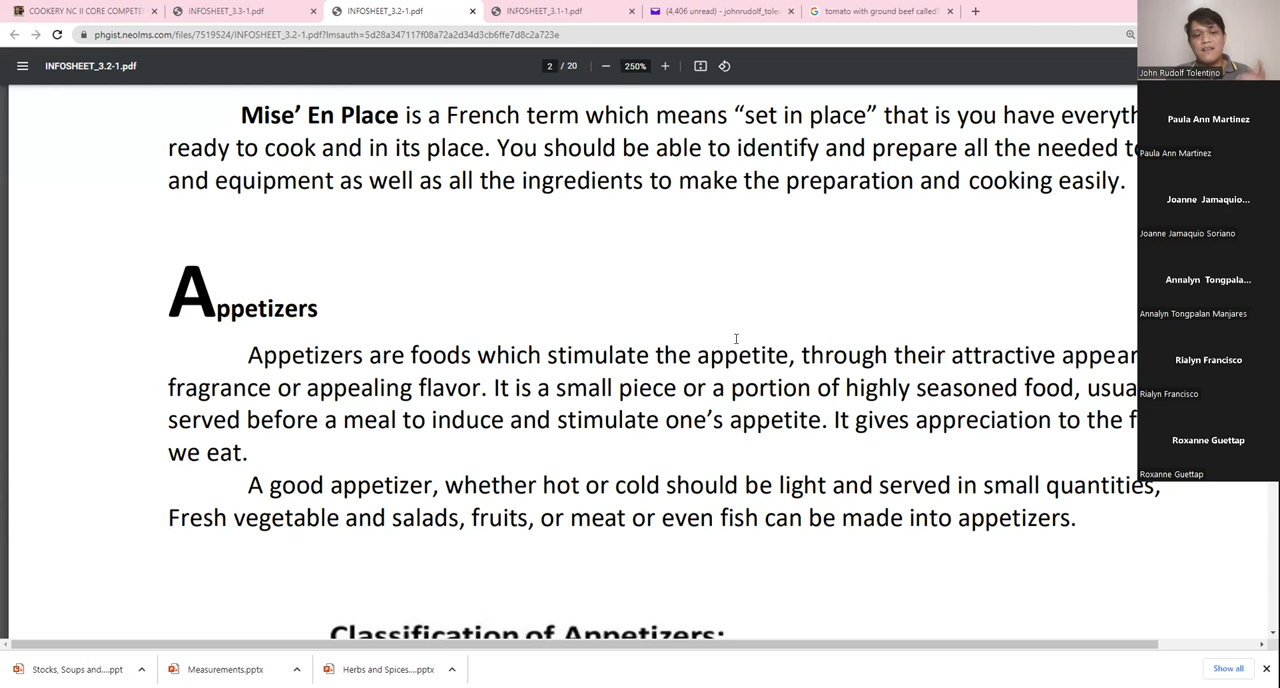 COOKERY NC II CORE COMPETE
INFOSHEET_3.3-1.pdf
INFOSHEET_3.2-1.pdf
INFOSHEET_3.1-1.pdf
(4,406 unread) - johnrudolf_tole
tomato with ground beef called
phgist.neolms.com/files/7519524/INFOSHEET_3.2-1.pdf?lmsauth=5d28a347117f08a72a2d34d3cb6ffe7d8c2a723e
INFOSHEET_3.2-1.pdf
2 / 20
250%
Mise’ En Place is a French term which means “set in place” that is you have everyth
ready to cook and in its place. You should be able to identify and prepare all the needed to
and equipment as well as all the ingredients to make the preparation and cooking easily.
Appetizers
Appetizers are foods which stimulate the appetite, through their attractive appear
fragrance or appealing flavor. It is a small piece or a portion of highly seasoned food, usua
served before a meal to induce and stimulate one’s appetite. It gives appreciation to the f
we eat.
A good appetizer, whether hot or cold should be light and served in small quantities,
Fresh vegetable and salads, fruits, or meat or even fish can be made into appetizers.
Classification of Appetizers:
John Rudolf Tolentino
Paula Ann Martinez
Paula Ann Martinez
Joanne Jamaquio...
Joanne Jamaquio Soriano
Annalyn Tongpala...
Annalyn Tongpalan Manjares
Rialyn Francisco
Rialyn Francisco
Roxanne Guettap
Roxanne Guettap
Stocks, Soups and....ppt
Measurements.pptx
Herbs and Spices....pptx
Show all